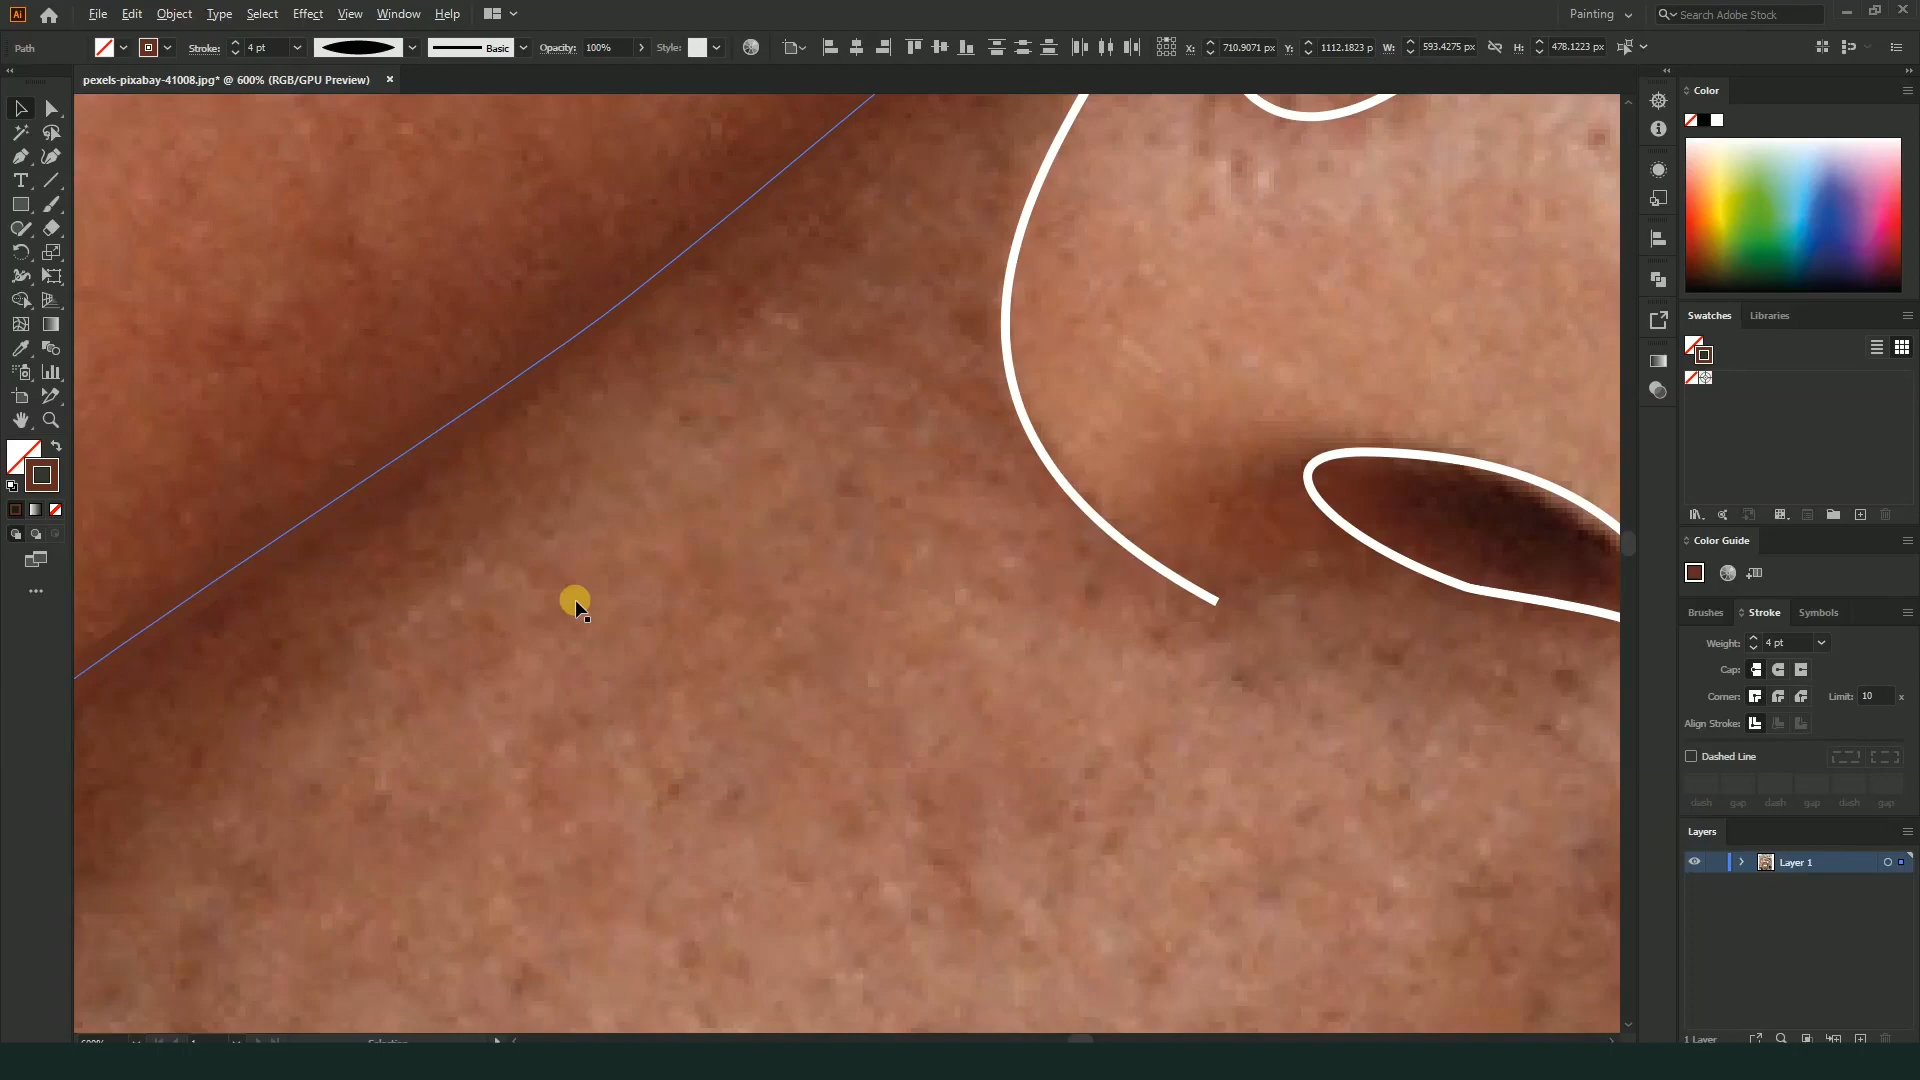 Ai File Edit Object Type Select Effect View Window Help Painting Search Adobe Stock
Path Stroke: 4 pt Basic Opacity: 100% Style: X: 710.9071 px Y: 1112.1823 p W: 593.4275 px H: 478.1223 px
pexels-pixabay-41008.jpg* @ 600% (RGB/GPU Preview)
Color
Swatches Libraries
Color Guide
Brushes Stroke Symbols
Weight: 4 pt
Cap:
Corner: Limit: 10 x
Align Stroke:
Dashed Line
dash gap dash gap dash gap
Layers
Layer 1
1 Layer
600% 1 Selection